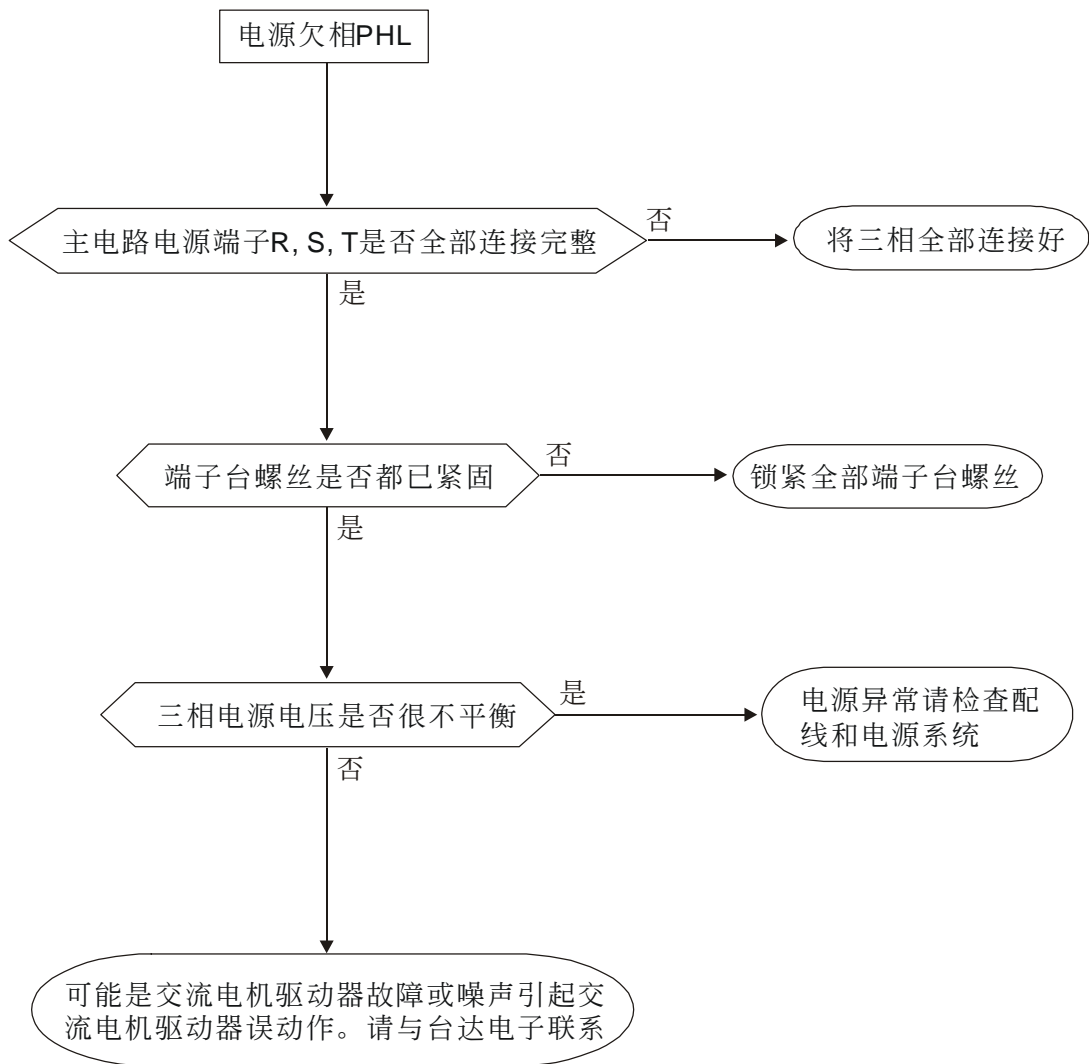 电源欠相PHL
主电路电源端子R, S, T是否全部连接完整
否
将三相全部连接好
是
端子台螺丝是否都已紧固
否
锁紧全部端子台螺丝
是
三相电源电压是否很不平衡
是
电源异常请检查配
线和电源系统
否
可能是交流电机驱动器故障或噪声引起交
流电机驱动器误动作。请与台达电子联系